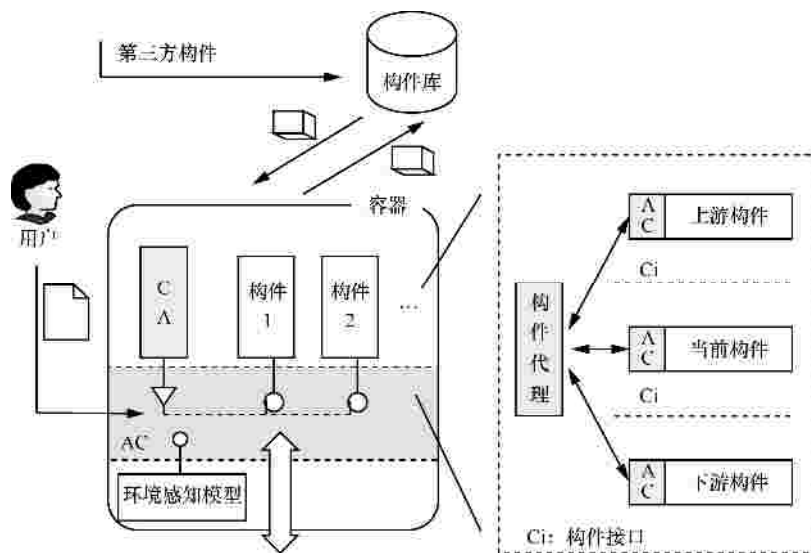 第三方构件
构件库
用户
容器
C
A
构件
1
构件
2
...
AC
环境感知模型
构
件
代
理
A
C
上游构件
Ci
A
C
当前构件
Ci
A
C
下游构件
Ci: 构件接口